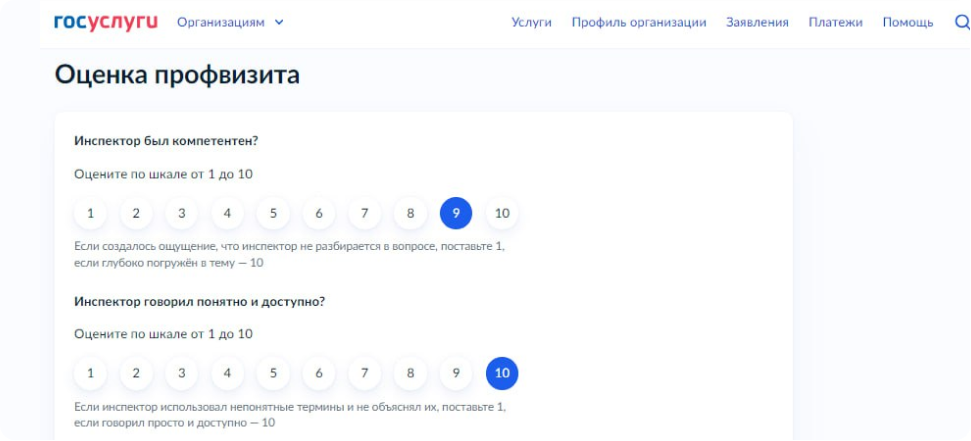 госуслуги Организациям Услуги Профиль организации Заявления Платежи Помощь
Оценка профвизита
Инспектор был компетентен?
Оцените по шкале от 1 до 10
1 2 3 4 5 6 7 8 9 10
Если создалось ощущение, что инспектор не разбирается в вопросе, поставьте 1,
если глубоко погружён в тему — 10
Инспектор говорил понятно и доступно?
Оцените по шкале от 1 до 10
1 2 3 4 5 6 7 8 9 10
Если инспектор использовал непонятные термины и не объяснял их, поставьте 1,
если говорил просто и доступно — 10